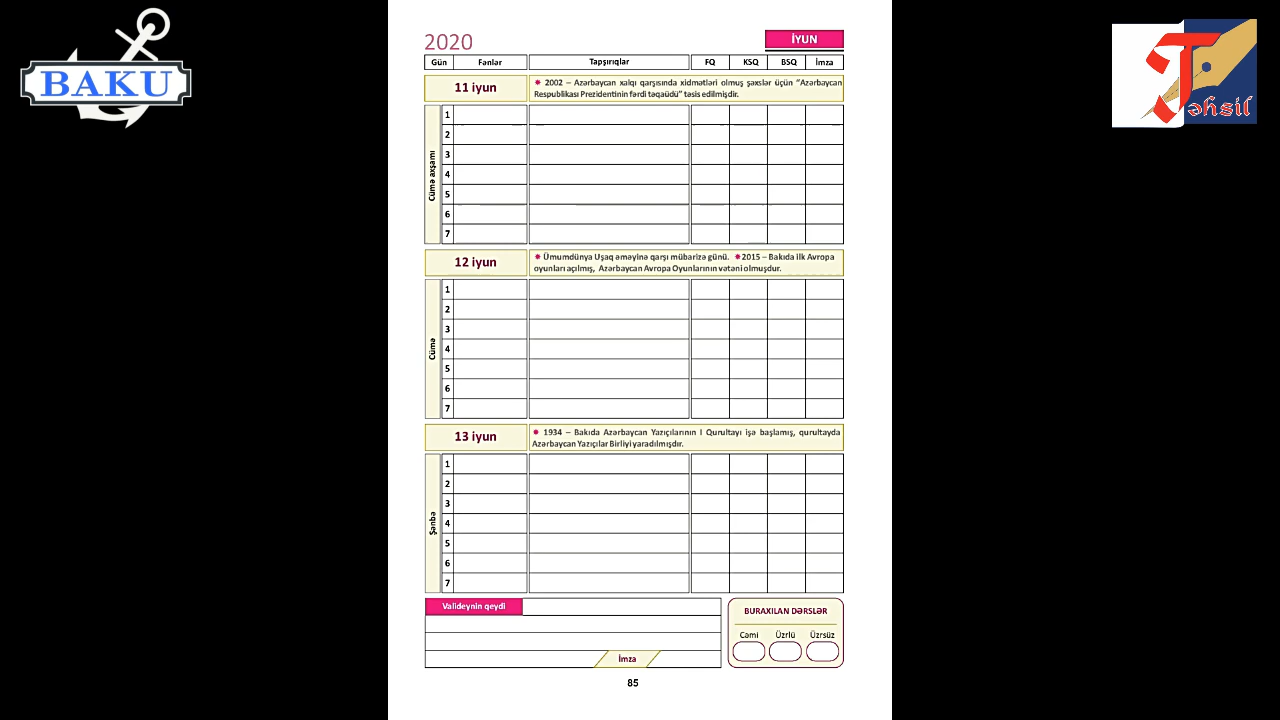 BAKU
Təhsil
2020
İYUN
Gün Fənlər Tapşırıqlar FQ KSQ BSQ İmza
11 iyun
✷ 2002 – Azərbaycan xalqı qarşısında xidmətləri olmuş şəxslər üçün “Azərbaycan
Respublikası Prezidentinin fərdi təqaüdü” təsis edilmişdir.
Cümə axşamı
1
2
3
4
5
6
7
12 iyun
✷ Ümumdünya Uşaq əməyinə qarşı mübarizə günü. ✷2015 – Bakıda ilk Avropa
oyunları açılmış, Azərbaycan Avropa Oyunlarının vətəni olmuşdur.
Cümə
1
2
3
4
5
6
7
13 iyun
✷ 1934 – Bakıda Azərbaycan Yazıçılarının I Qurultayı işə başlamış, qurultayda
Azərbaycan Yazıçılar Birliyi yaradılmışdır.
Şənbə
1
2
3
4
5
6
7
Valideynin qeydi
İmza
BURAXILAN DƏRSLƏR
Cəmi Üzrlü Üzrsüz
85